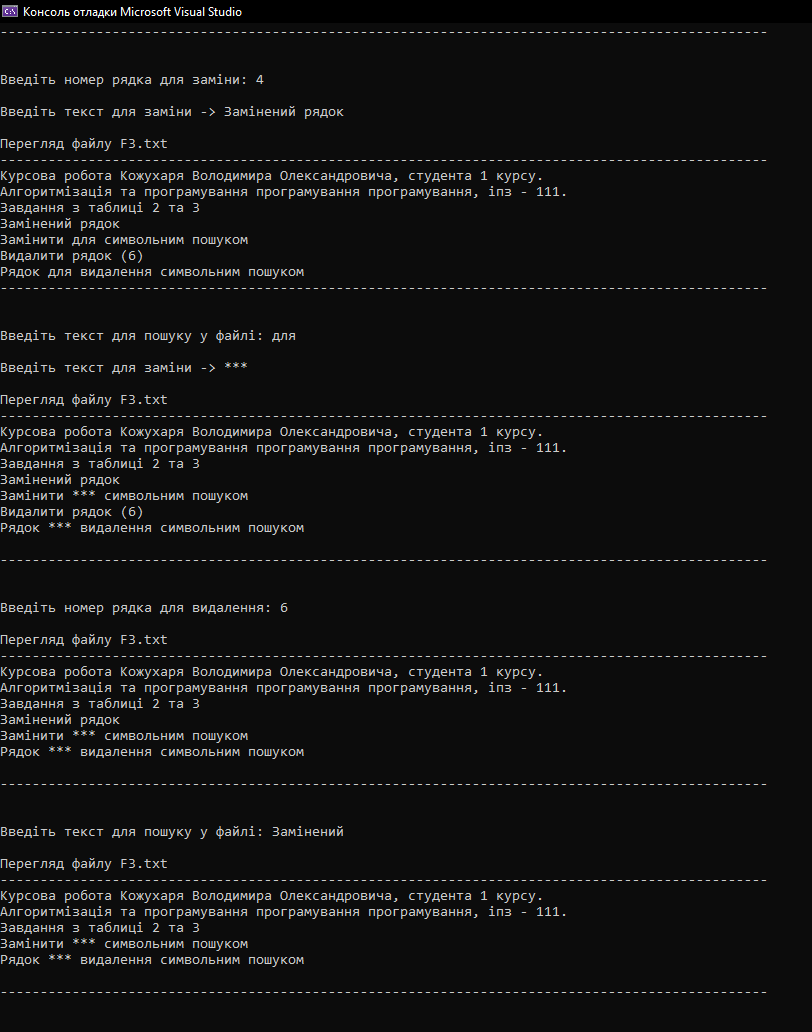 Консоль отладки Microsoft Visual Studio
------------------------------------------------------------------------------------------------
Введіть номер рядка для заміни: 4
Введіть текст для заміни -> Замінений рядок
Перегляд файлу F3.txt
------------------------------------------------------------------------------------------------
Курсова робота Кожухаря Володимира Олександровича, студента 1 курсу.
Алгоритмізація та програмування програмування програмування, іпз - 111.
Завдання з таблиці 2 та 3
Замінений рядок
Замінити для символьним пошуком
Видалити рядок (6)
Рядок для видалення символьним пошуком
------------------------------------------------------------------------------------------------
Введіть текст для пошуку у файлі: для
Введіть текст для заміни -> ***
Перегляд файлу F3.txt
------------------------------------------------------------------------------------------------
Курсова робота Кожухаря Володимира Олександровича, студента 1 курсу.
Алгоритмізація та програмування програмування програмування, іпз - 111.
Завдання з таблиці 2 та 3
Замінений рядок
Замінити *** символьним пошуком
Видалити рядок (6)
Рядок *** видалення символьним пошуком
------------------------------------------------------------------------------------------------
Введіть номер рядка для видалення: 6
Перегляд файлу F3.txt
------------------------------------------------------------------------------------------------
Курсова робота Кожухаря Володимира Олександровича, студента 1 курсу.
Алгоритмізація та програмування програмування програмування, іпз - 111.
Завдання з таблиці 2 та 3
Замінений рядок
Замінити *** символьним пошуком
Рядок *** видалення символьним пошуком
------------------------------------------------------------------------------------------------
Введіть текст для пошуку у файлі: Замінений
Перегляд файлу F3.txt
------------------------------------------------------------------------------------------------
Курсова робота Кожухаря Володимира Олександровича, студента 1 курсу.
Алгоритмізація та програмування програмування програмування, іпз - 111.
Завдання з таблиці 2 та 3
Замінити *** символьним пошуком
Рядок *** видалення символьним пошуком
------------------------------------------------------------------------------------------------